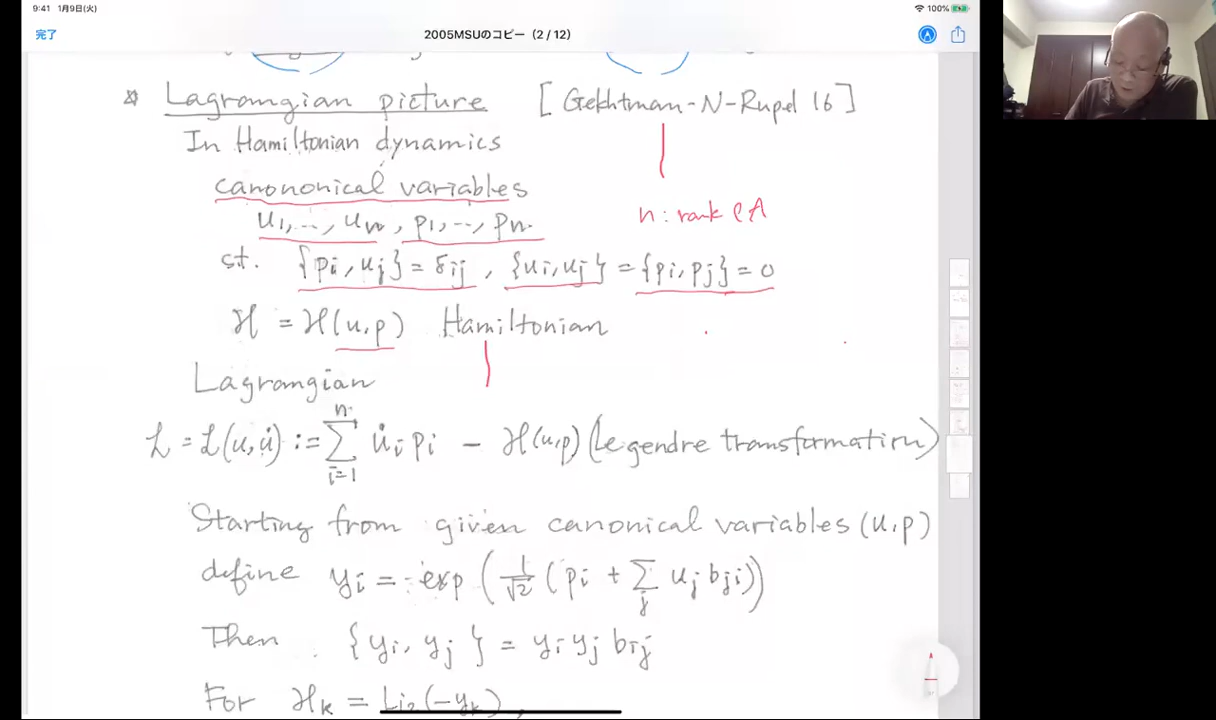 9:41 1月9日(火)
100%
完了
2005MSUのコピー (2 / 12)
Lagrangian picture [Gekhtman-N-Rupel 16]
In Hamiltonian dynamics
canononical variables
u1, ..., un, p1, ..., pn.
n : rank of A
st. {pi, uj} = δij, {ui, uj} = {pi, pj} = 0
ℋ = ℋ(u,p) Hamiltonian
Lagrangian
ℒ = ℒ(u, u̇) := ∑_{i=1}^{n} u̇i pi − ℋ(u,p) (Legendre transformation)
Starting from given canonical variables (u,p)
define yi = exp (1/√2 (pi + ∑_j uj bji))
Then {yi, yj} = yi yj bij
For ℋk = Li2(-yk),